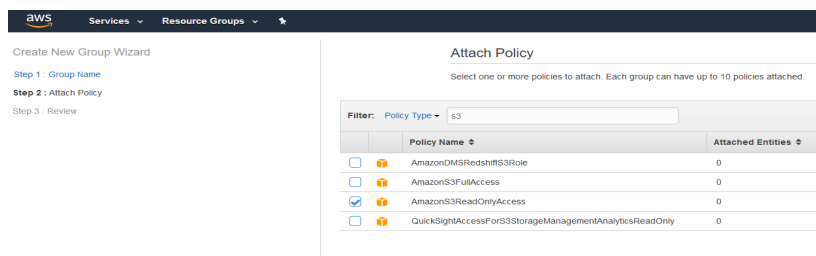 aws Services Resource Groups
Create New Group Wizard
Step 1 : Group Name
Step 2 : Attach Policy
Step 3 : Review
Attach Policy
Select one or more policies to attach. Each group can have up to 10 policies attached.
Filter: Policy Type s3
Policy Name Attached Entities
AmazonDMSRedshiftS3Role 0
AmazonS3FullAccess 0
AmazonS3ReadOnlyAccess 0
QuickSightAccessForS3StorageManagementAnalyticsReadOnly 0